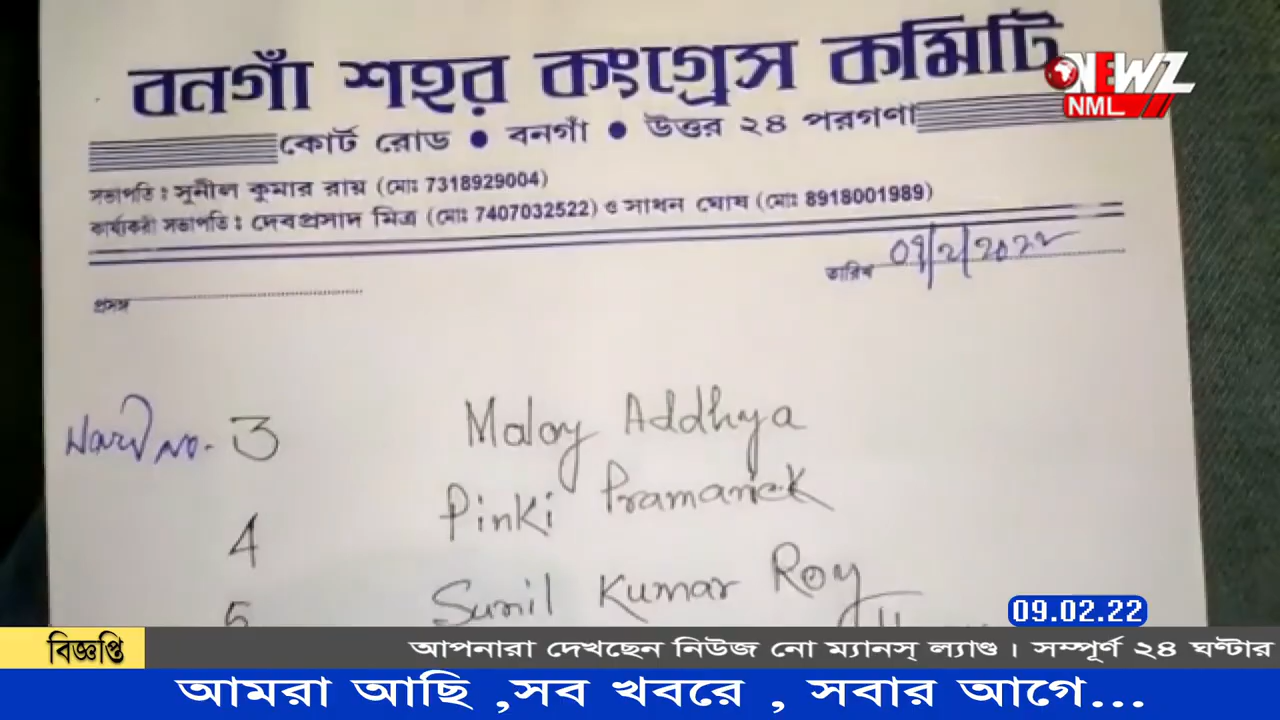 বনগাঁ শহর কংগ্রেস কমিটি
NEWZ
NML
কোর্ট রোড ● বনগাঁ ● উত্তর ২৪ পরগণা
সভাপতি : সুনীল কুমার রায় (মোঃ 7318929004)
কার্যকরী সভাপতি : দেবপ্রসাদ মিত্র (মোঃ 7407032522) ও সাধন ঘোষ (মোঃ 8918001989)
তারিখ 09/2/2022
প্রসঙ্গ
Ward No. 3 Maloy Addhya
4 Pinki Pramanick
5 Sunil Kumar Roy
09.02.22
বিজ্ঞপ্তি আপনারা দেখছেন নিউজ নো ম্যানস্ ল্যাণ্ড । সম্পূর্ণ ২৪ ঘণ্টার
আমরা আছি ,সব খবরে , সবার আগে...